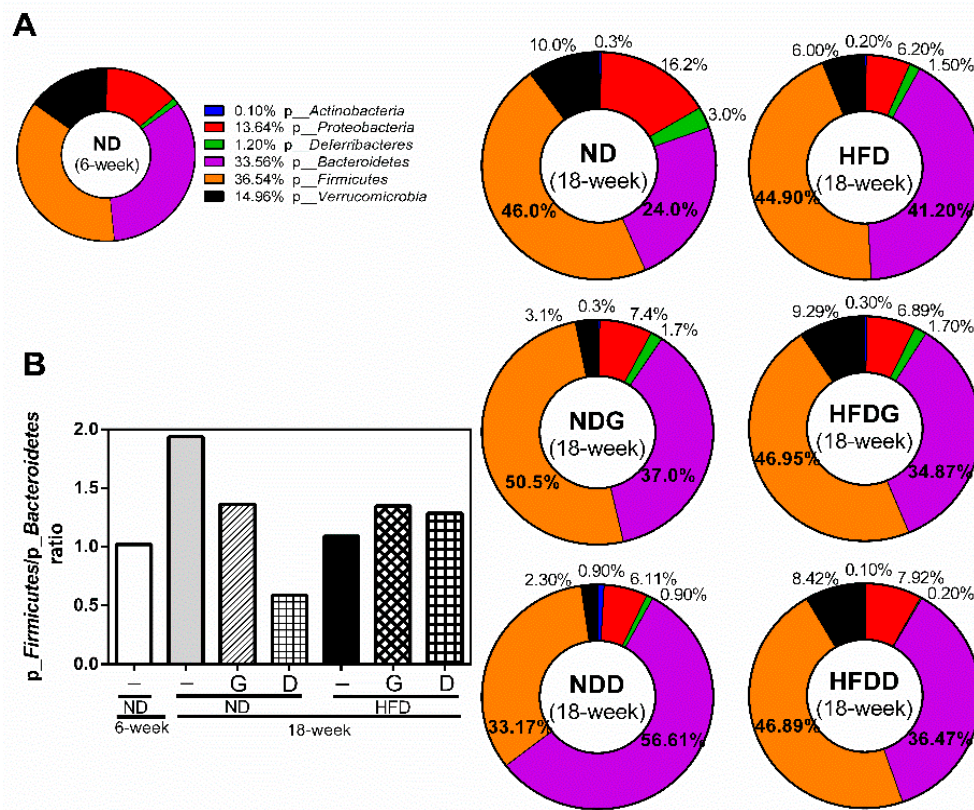 A
ND
(6-week)
0.10% p__Actinobacteria
13.64% p__Proteobacteria
1.20% p__Deferribacteres
33.56% p__Bacteroidetes
36.54% p__Firmicutes
14.96% p__Verrucomicrobia
10.0% 0.3%
16.2%
3.0%
ND
(18-week)
46.0% 24.0%
6.00% 0.20% 6.20%
1.50%
HFD
(18-week)
44.90% 41.20%
3.1% 0.3% 7.4%
1.7%
NDG
(18-week)
50.5% 37.0%
9.29% 0.30% 6.89%
1.70%
HFDG
(18-week)
46.95% 34.87%
2.30% 0.90% 6.11%
0.90%
NDD
(18-week)
33.17% 56.61%
8.42% 0.10% 7.92%
0.20%
HFDD
(18-week)
46.89% 36.47%
B
p_Firmicutes/p_Bacteroidetes
ratio
2.0
1.5
1.0
0.5
0.0
– – G D – G D
ND ND HFD
6-week 18-week